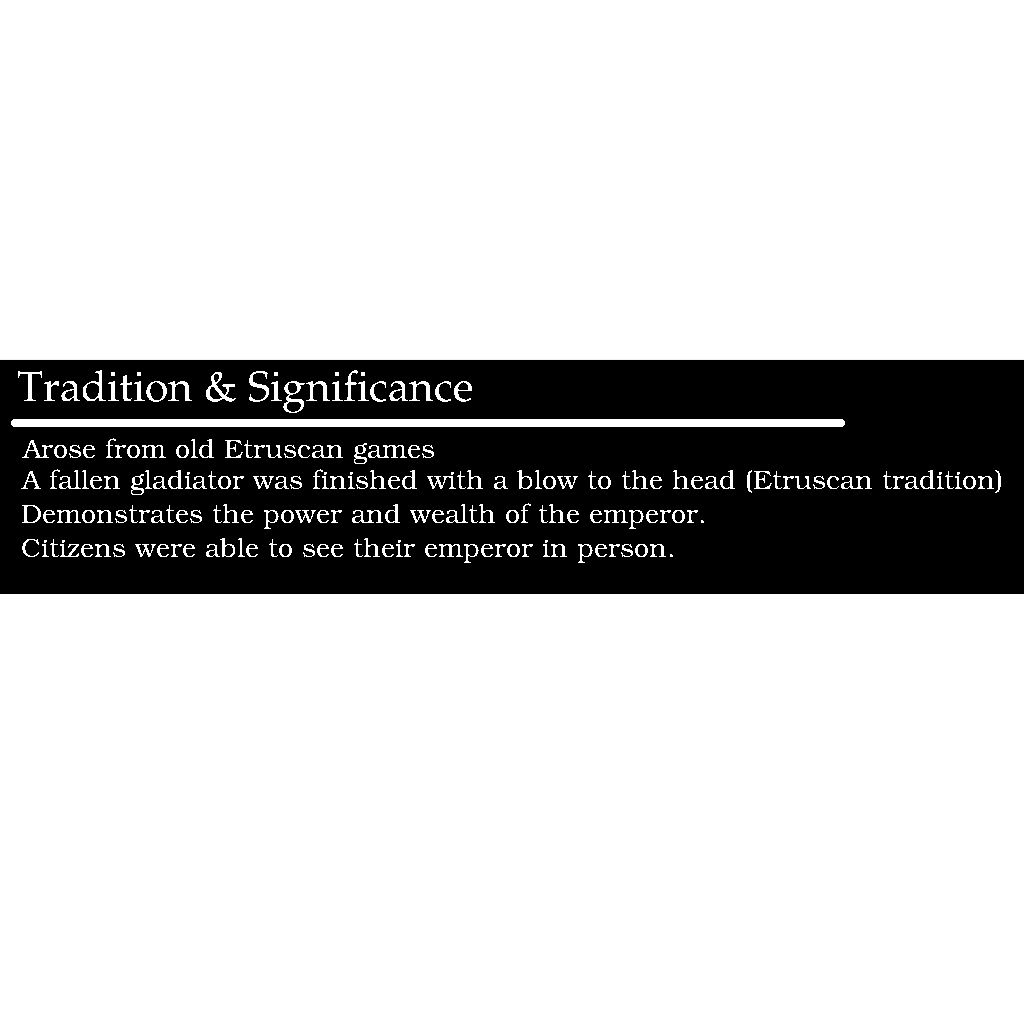 Tradition & Significance
Arose from old Etruscan games
A fallen gladiator was finished with a blow to the head (Etruscan tradition)
Demonstrates the power and wealth of the emperor.
Citizens were able to see their emperor in person.